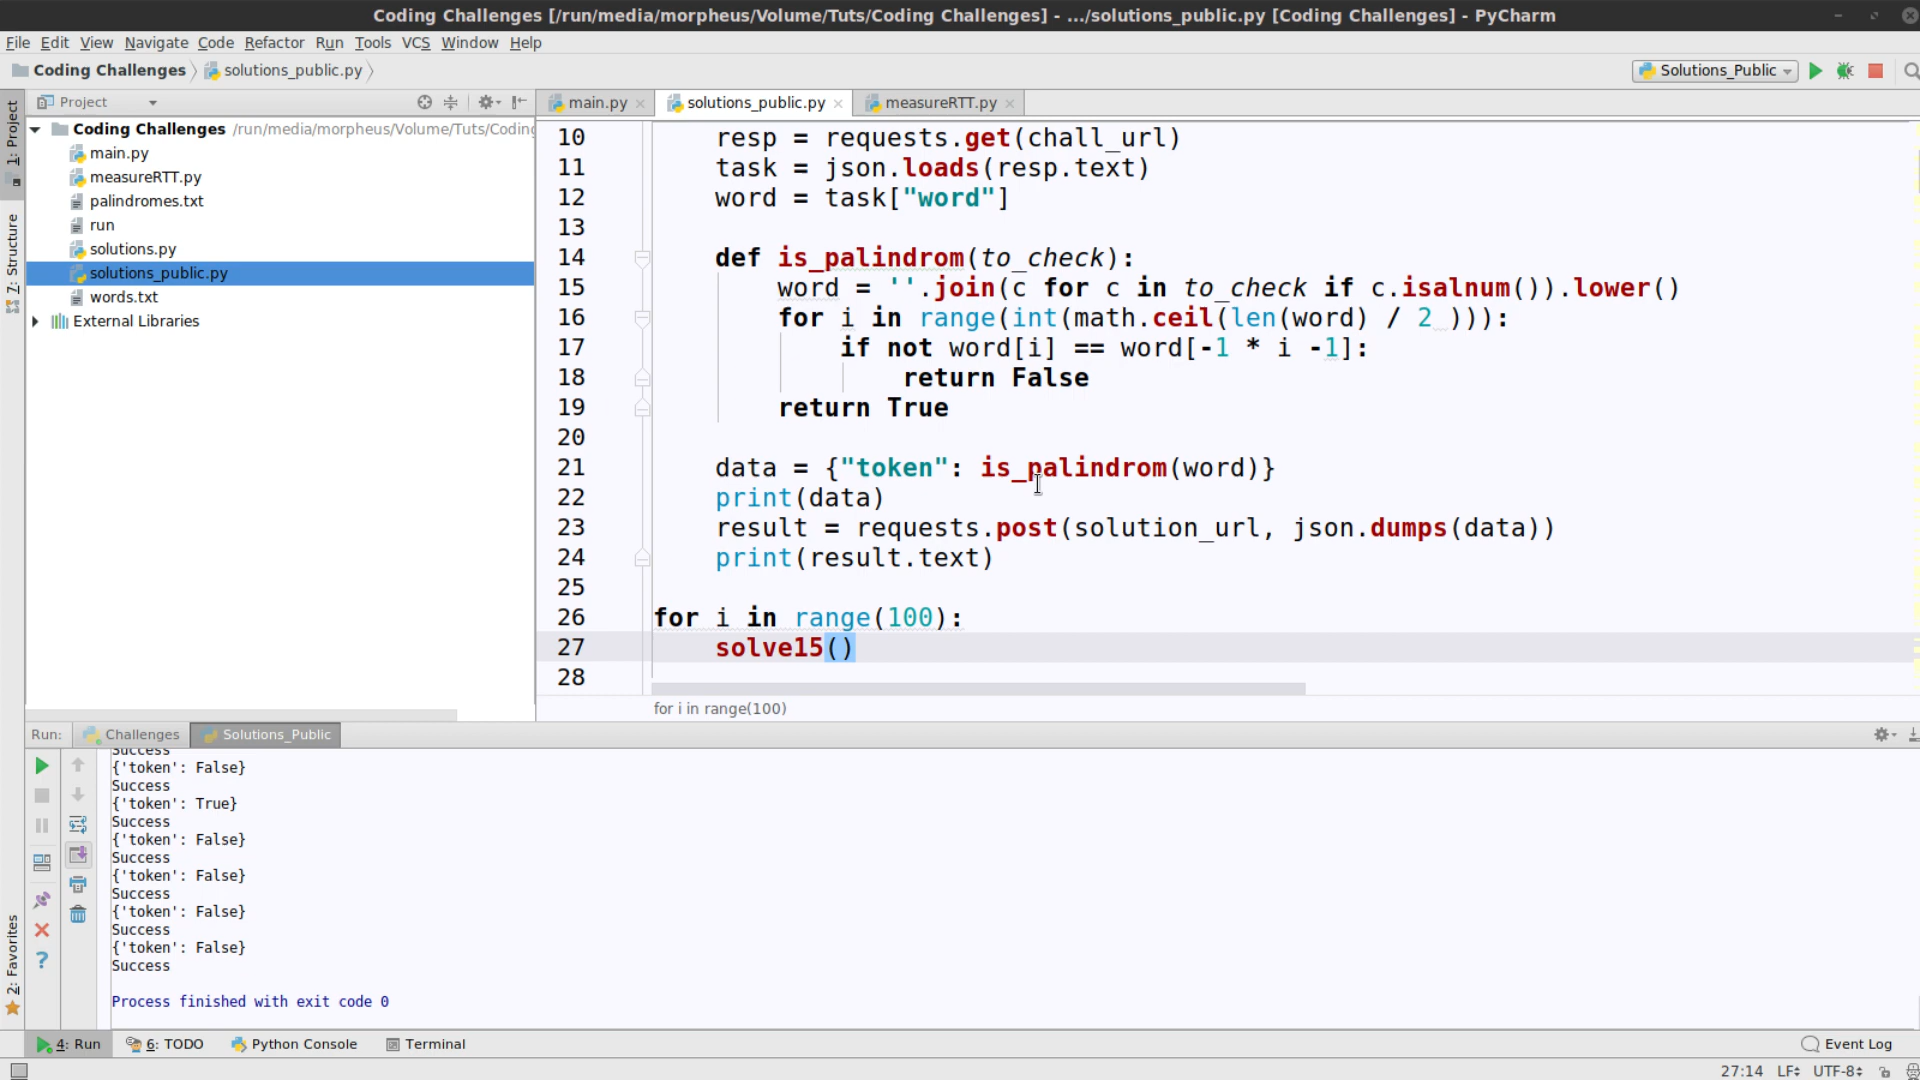 Coding Challenges [/run/media/morpheus/Volume/Tuts/Coding Challenges] - .../solutions_public.py [Coding Challenges] - PyCharm
File Edit View Navigate Code Refactor Run Tools VCS Window Help
Coding Challenges solutions_public.py
Solutions_Public
1: Project
7: Structure
2: Favorites
Project
Coding Challenges /run/media/morpheus/Volume/Tuts/Coding
main.py
measureRTT.py
palindromes.txt
run
solutions.py
solutions_public.py
words.txt
External Libraries
main.py solutions_public.py measureRTT.py
10 resp = requests.get(chall_url)
11 task = json.loads(resp.text)
12 word = task["word"]
13
14 def is_palindrom(to_check):
15 word = ''.join(c for c in to_check if c.isalnum()).lower()
16 for i in range(int(math.ceil(len(word) / 2 ))):
17 if not word[i] == word[-1 * i -1]:
18 return False
19 return True
20
21 data = {"token": is_palindrom(word)}
22 print(data)
23 result = requests.post(solution_url, json.dumps(data))
24 print(result.text)
25
26 for i in range(100):
27 solve15()
28
for i in range(100)
Run: Challenges Solutions_Public
Success
{'token': False}
Success
{'token': True}
Success
{'token': False}
Success
{'token': False}
Success
{'token': False}
Success
{'token': False}
Success
Process finished with exit code 0
4: Run 6: TODO Python Console Terminal Event Log
27:14 LF UTF-8